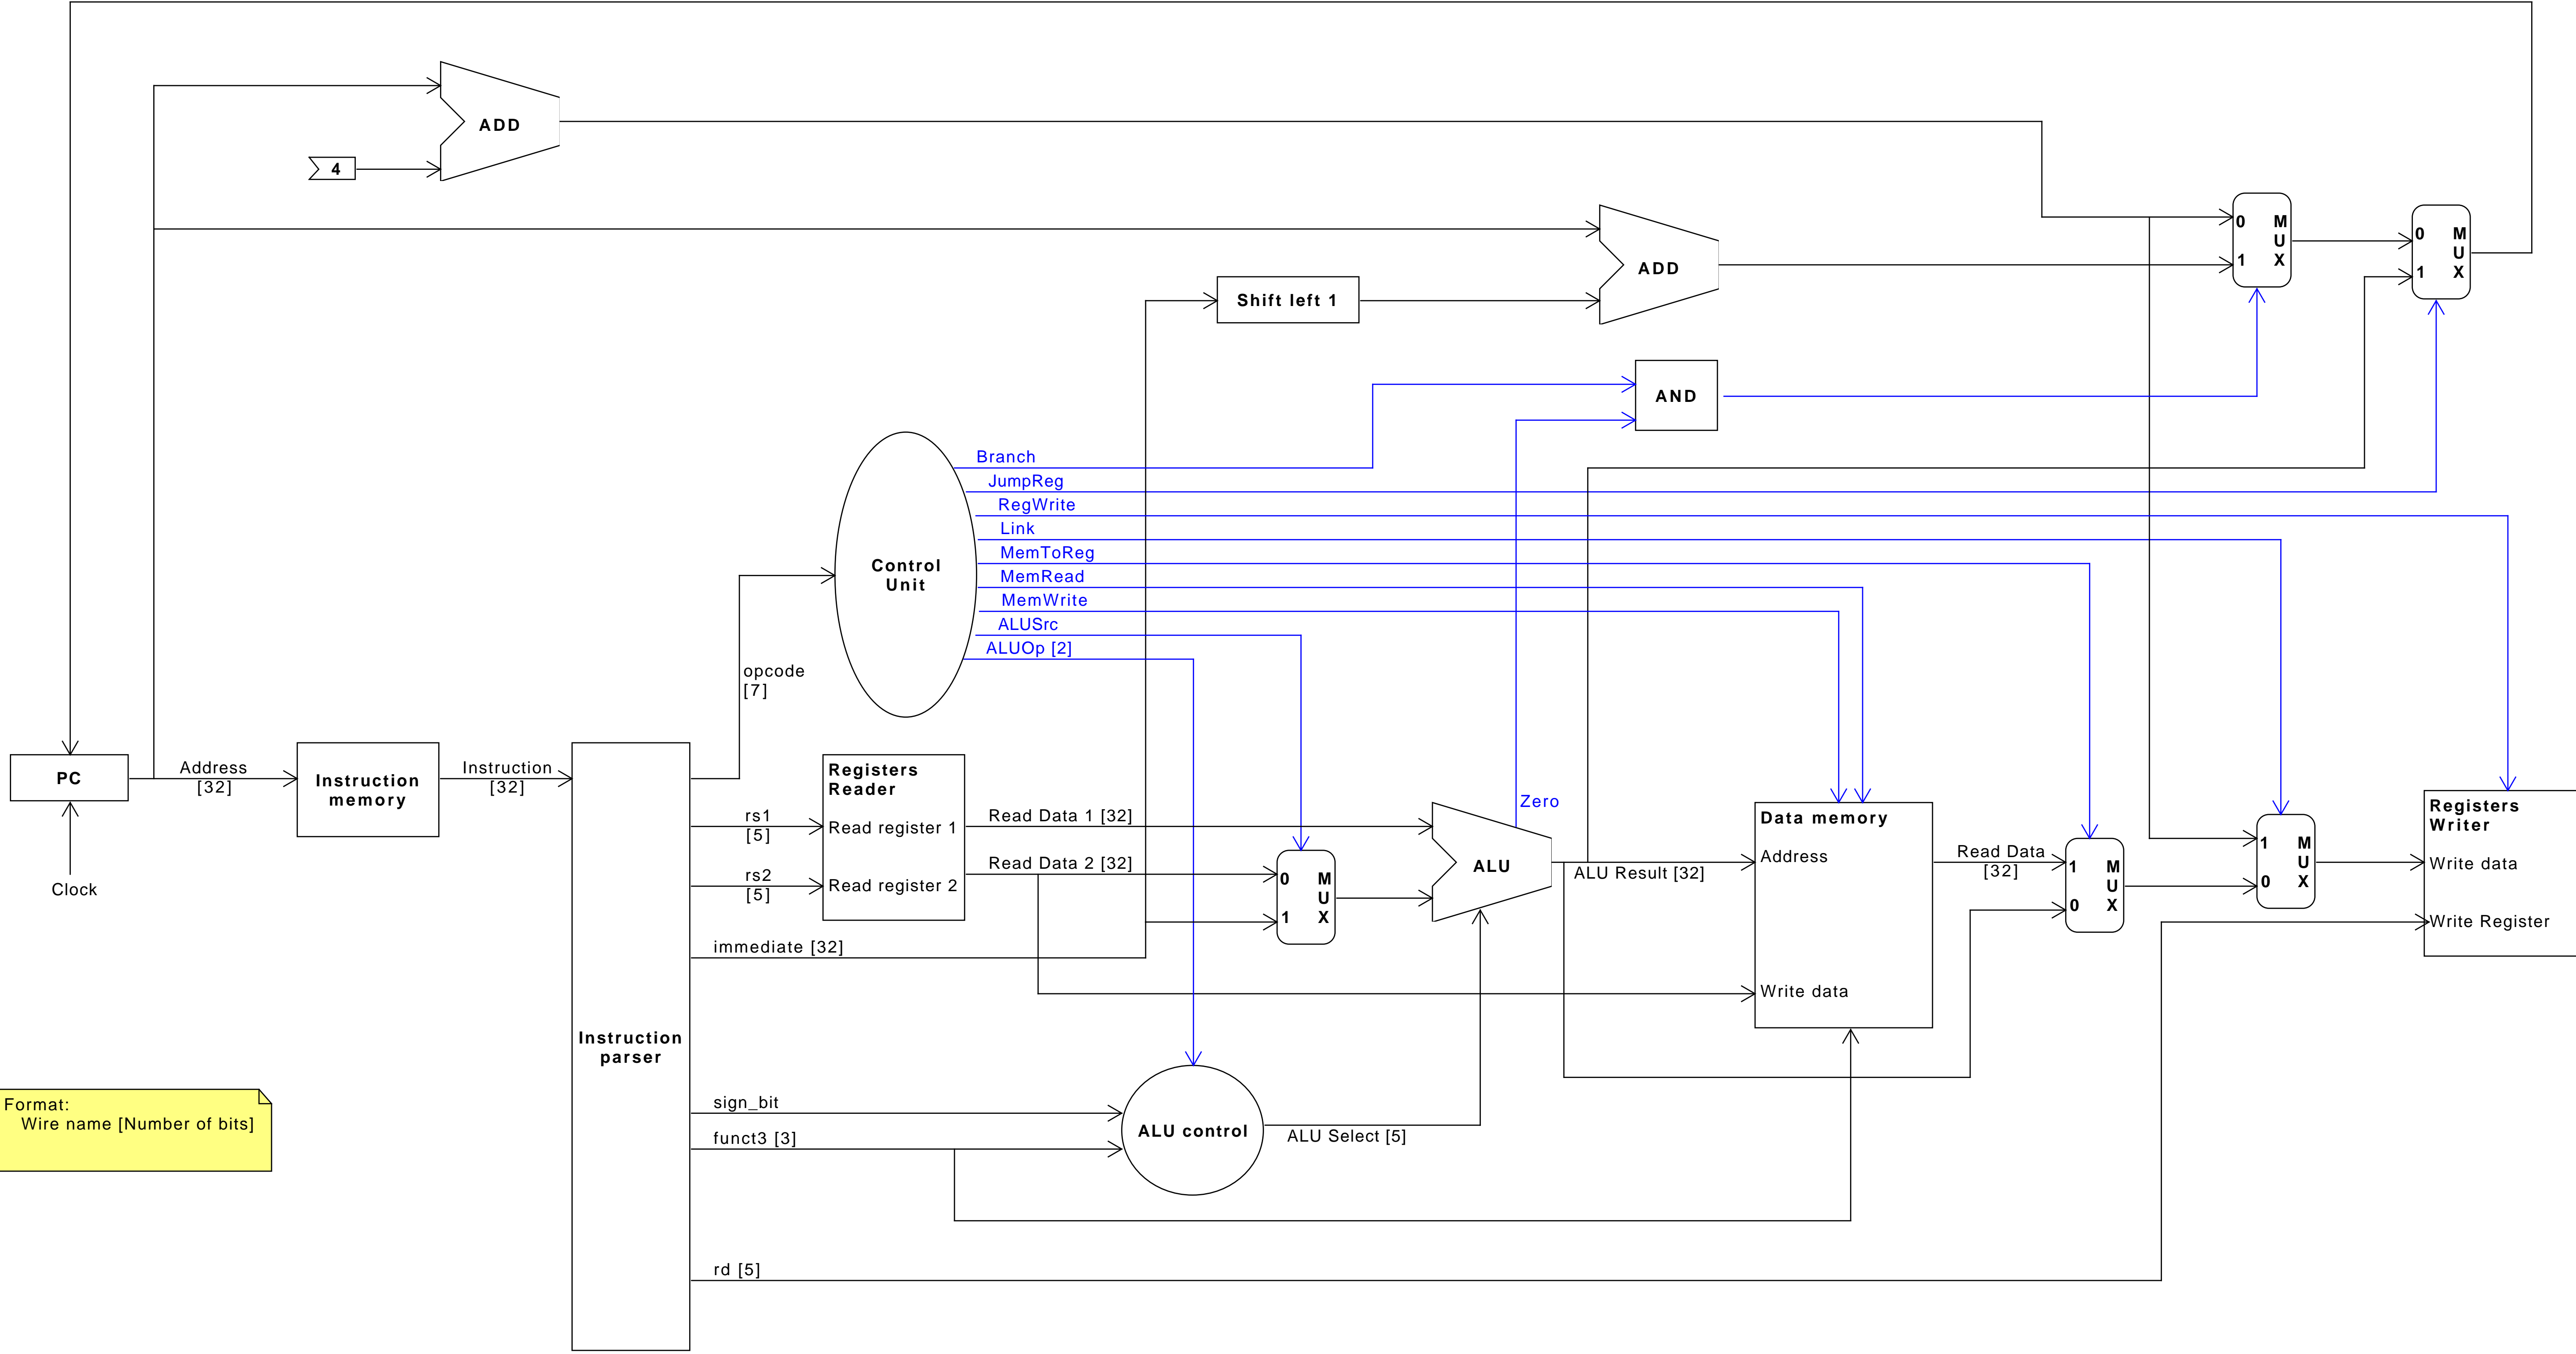 ADD
4
0 M
U
1 X
0 M
U
1 X
ADD
Shift left 1
AND
Branch
JumpReg
RegWrite
Link
MemToReg
MemRead
MemWrite
ALUSrc
ALUOp [2]
Control
Unit
opcode
[7]
PC
Address
[32]
Instruction
memory
Instruction
[32]
Clock
Instruction
parser
rs1
[5]
rs2
[5]
Registers
Reader
Read register 1
Read register 2
Read Data 1 [32]
Read Data 2 [32]
immediate [32]
0 M
U
1 X
ALU
Zero
ALU Result [32]
Data memory
Address
Write data
Read Data
[32]
1 M
U
0 X
1 M
U
0 X
Registers
Writer
Write data
Write Register
sign_bit
funct3 [3]
ALU control
ALU Select [5]
rd [5]
Format:
Wire name [Number of bits]